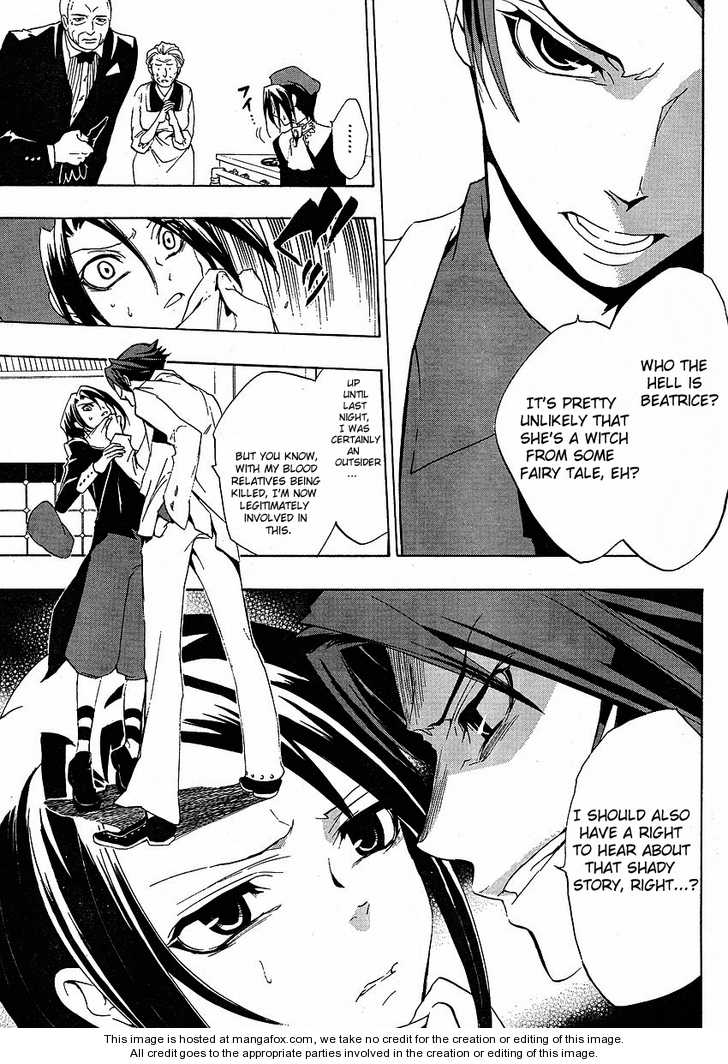 WHO THE
HELL IS
BEATRICE?
IT'S PRETTY
UNLIKELY THAT
SHE'S A WITCH
FROM SOME
FAIRY TALE, EH?
フイ
......
UP
UNTIL
LAST
NIGHT,
I WAS
CERTAINLY
AN
OUTSIDER
...
BUT YOU KNOW,
WITH MY BLOOD
RELATIVES BEING
KILLED, I'M NOW
LEGITIMATELY
INVOLVED IN
THIS.
I SHOULD ALSO
HAVE A RIGHT
TO HEAR ABOUT
THAT SHADY
STORY, RIGHT...?
This image is hosted at mangafox.com, we take no credit for the creation or editing of this image.
All credit goes to the appropriate parties involved in the creation or editing of this image.